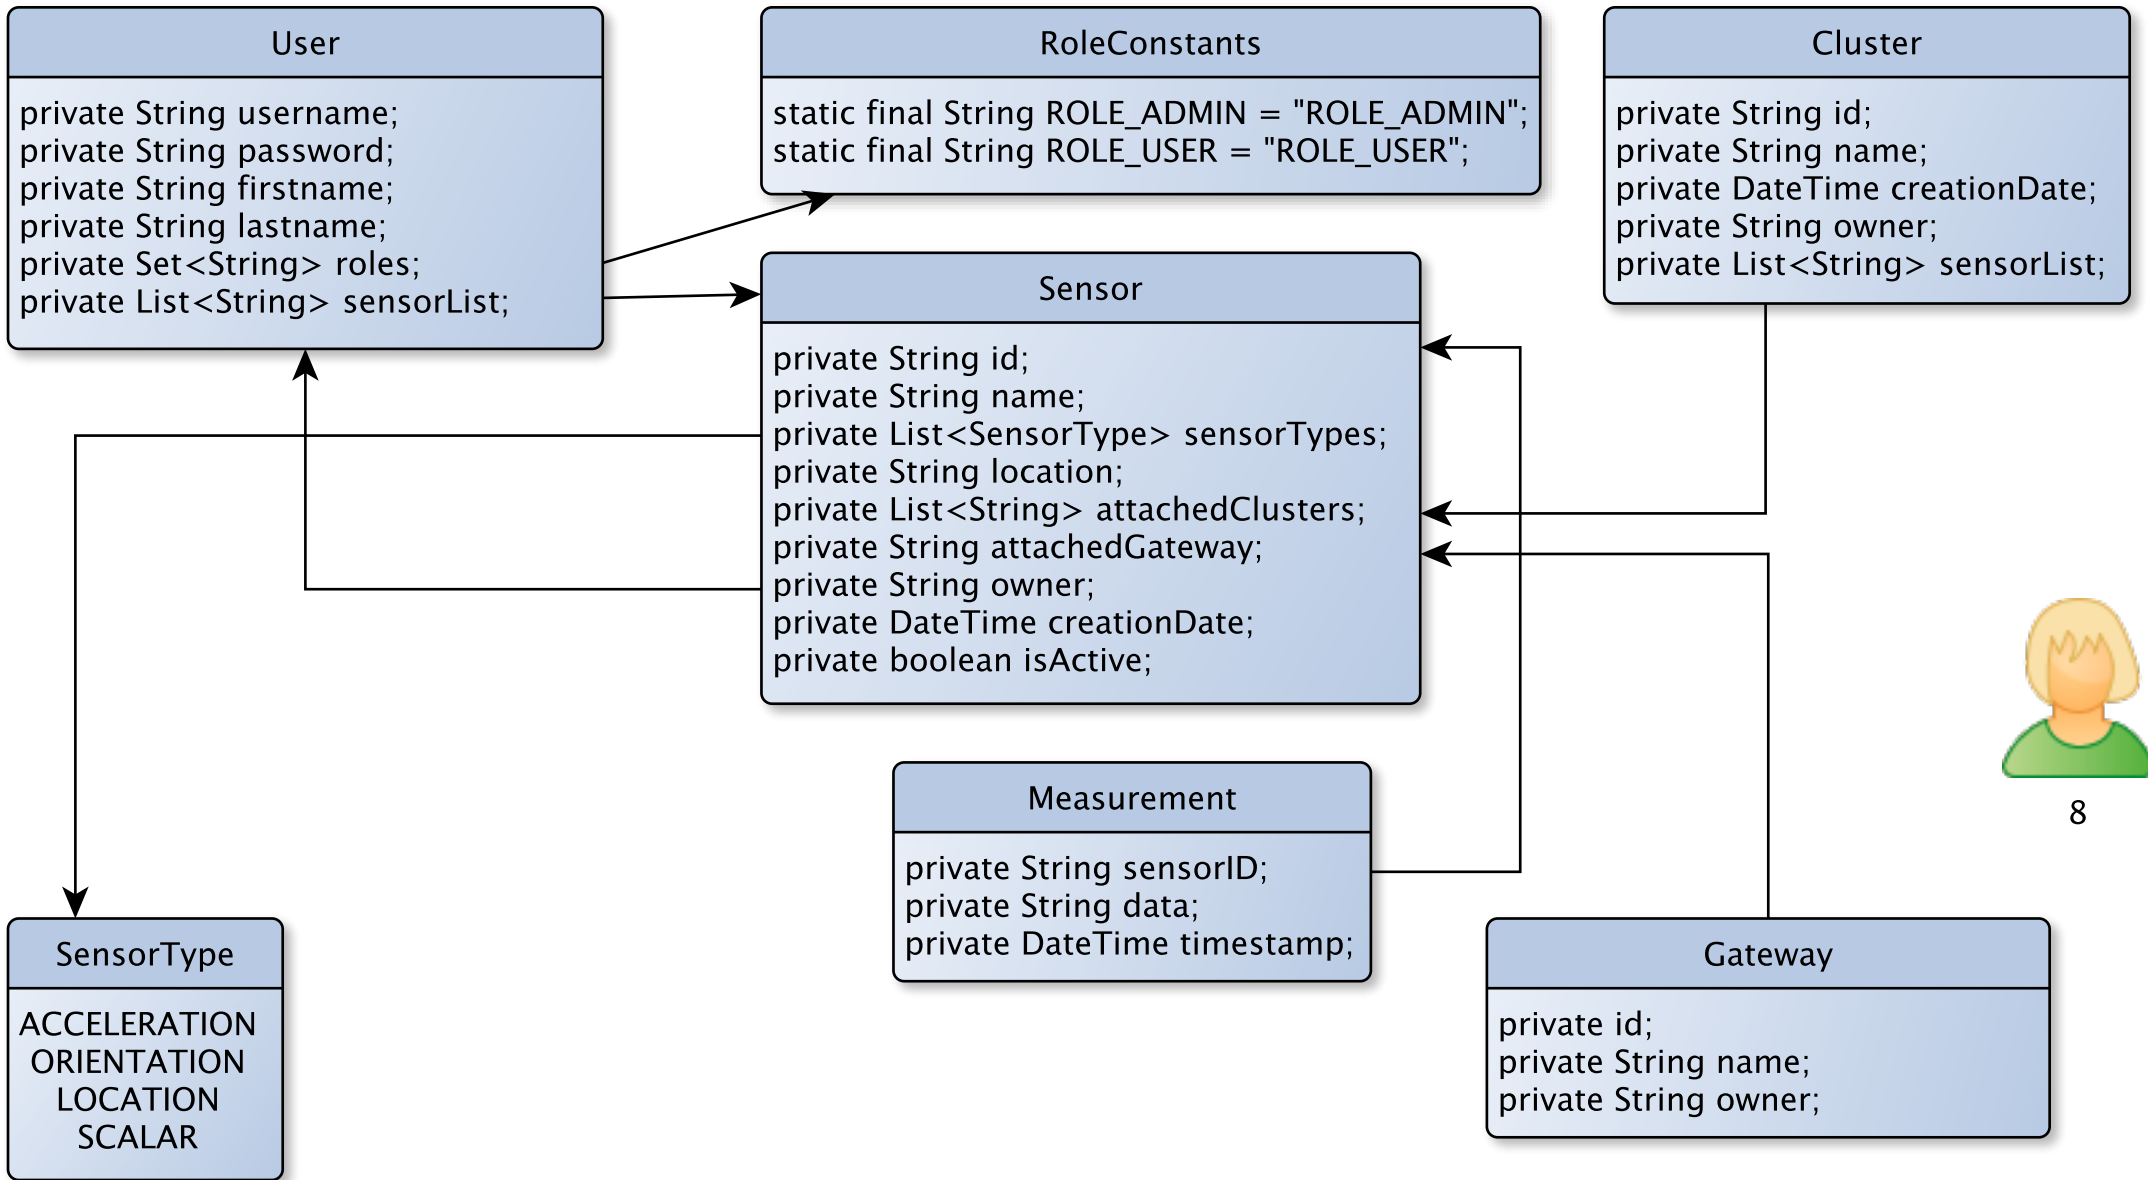 User
private String username;
private String password;
private String firstname;
private String lastname;
private Set<String> roles;
private List<String> sensorList;
RoleConstants
static final String ROLE_ADMIN = "ROLE_ADMIN";
static final String ROLE_USER = "ROLE_USER";
Cluster
private String id;
private String name;
private DateTime creationDate;
private String owner;
private List<String> sensorList;
Sensor
private String id;
private String name;
private List<SensorType> sensorTypes;
private String location;
private List<String> attachedClusters;
private String attachedGateway;
private String owner;
private DateTime creationDate;
private boolean isActive;
8
Measurement
private String sensorID;
private String data;
private DateTime timestamp;
SensorType
ACCELERATION
ORIENTATION
LOCATION
SCALAR
Gateway
private id;
private String name;
private String owner;